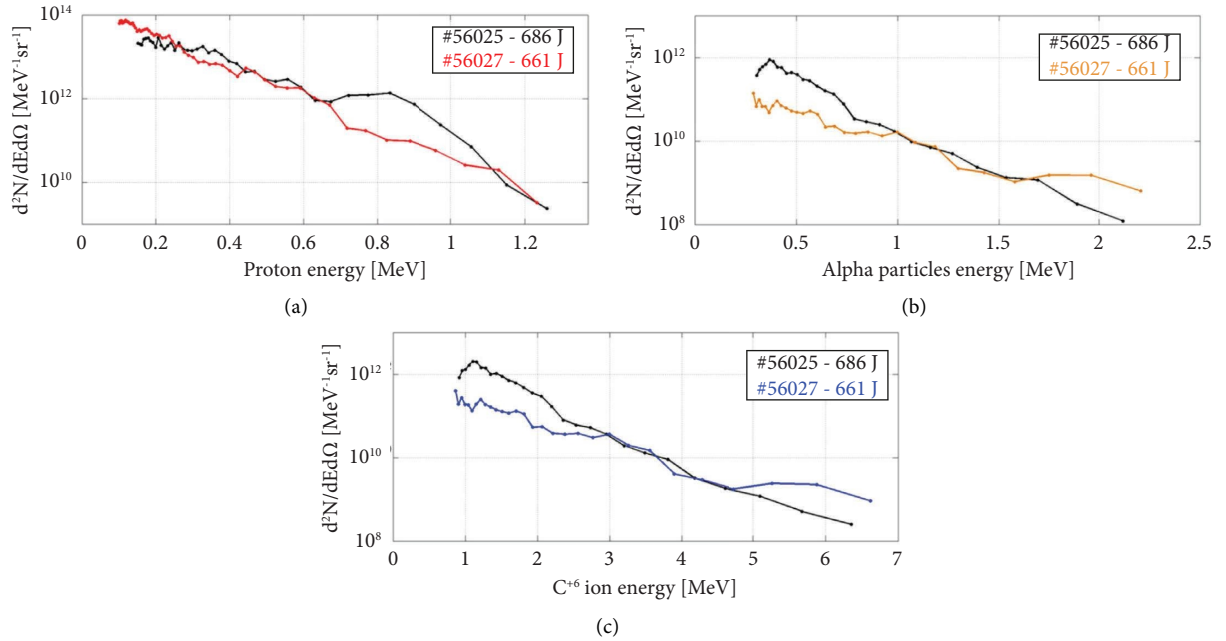 #56025 - 686 J
#56027 - 661 J
d²N/dEdΩ [MeV⁻¹sr⁻¹]
10¹⁴
10¹²
10¹⁰
0 0.2 0.4 0.6 0.8 1 1.2
Proton energy [MeV]
(a)
#56025 - 686 J
#56027 - 661 J
d²N/dEdΩ [MeV⁻¹sr⁻¹]
10¹²
10¹⁰
10⁸
0 0.5 1 1.5 2 2.5
Alpha particles energy [MeV]
(b)
#56025 - 686 J
#56027 - 661 J
d²N/dEdΩ [MeV⁻¹sr⁻¹]
10¹²
10¹⁰
10⁸
0 1 2 3 4 5 6 7
C⁺⁶ ion energy [MeV]
(c)